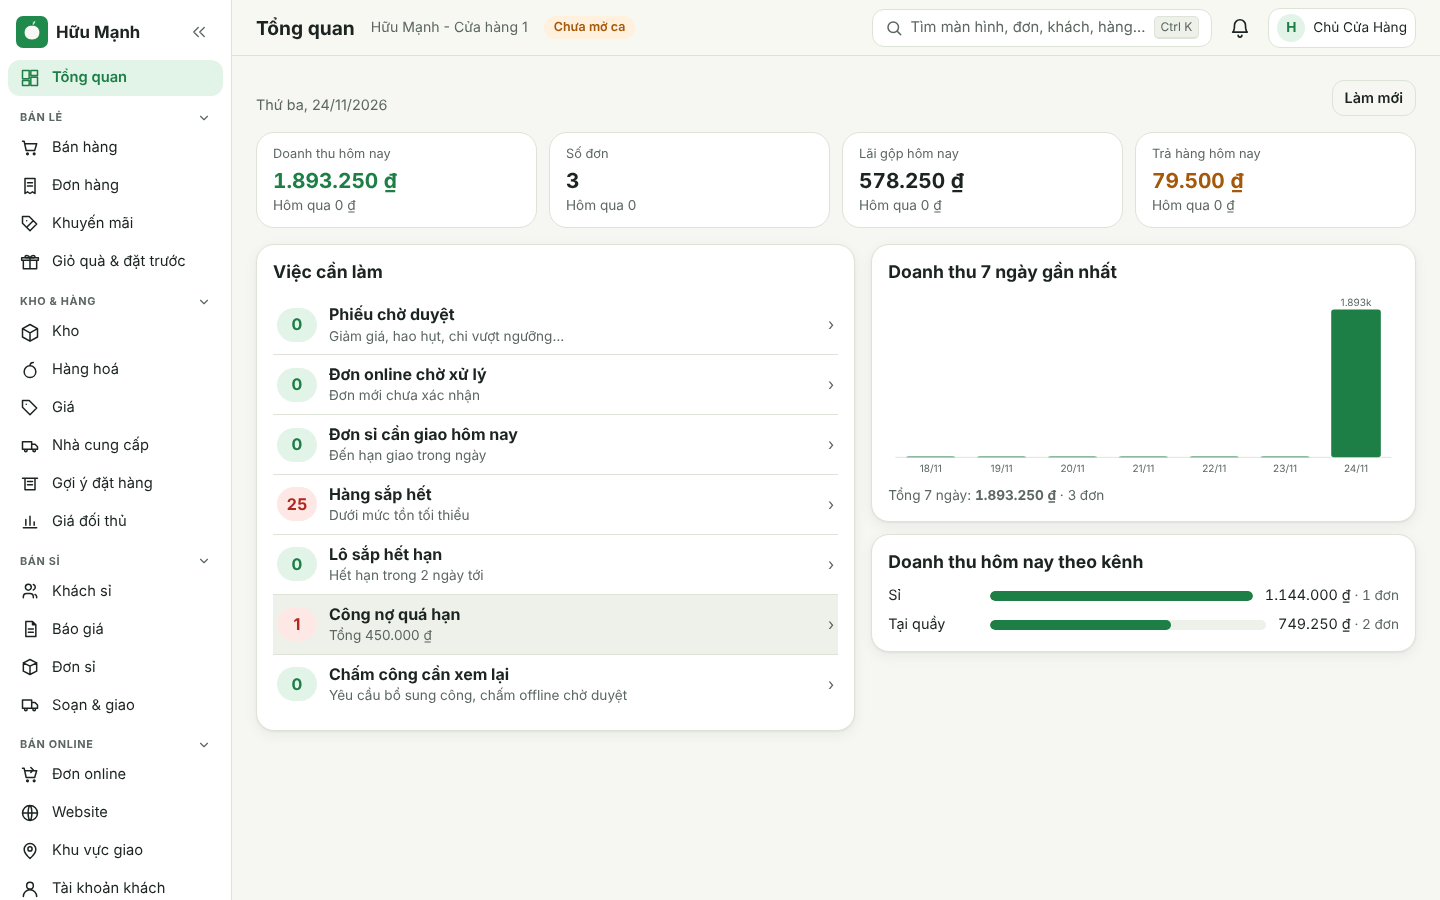 Hữu Mạnh
Tổng quan
BÁN LẺ
Bán hàng
Đơn hàng
Khuyến mãi
Giỏ quà & đặt trước
KHO & HÀNG
Kho
Hàng hoá
Giá
Nhà cung cấp
Gợi ý đặt hàng
Giá đối thủ
BÁN SỈ
Khách sỉ
Báo giá
Đơn sỉ
Soạn & giao
BÁN ONLINE
Đơn online
Website
Khu vực giao
Tài khoản khách
Tổng quan Hữu Mạnh - Cửa hàng 1 Chưa mở ca
Tìm màn hình, đơn, khách, hàng... Ctrl K
H Chủ Cửa Hàng
Thứ ba, 24/11/2026
Làm mới
Doanh thu hôm nay
1.893.250 ₫
Hôm qua 0 ₫
Số đơn
3
Hôm qua 0
Lãi gộp hôm nay
578.250 ₫
Hôm qua 0 ₫
Trả hàng hôm nay
79.500 ₫
Hôm qua 0 ₫
Việc cần làm
0 Phiếu chờ duyệt
Giảm giá, hao hụt, chi vượt ngưỡng...
0 Đơn online chờ xử lý
Đơn mới chưa xác nhận
0 Đơn sỉ cần giao hôm nay
Đến hạn giao trong ngày
25 Hàng sắp hết
Dưới mức tồn tối thiểu
0 Lô sắp hết hạn
Hết hạn trong 2 ngày tới
1 Công nợ quá hạn
Tổng 450.000 ₫
0 Chấm công cần xem lại
Yêu cầu bổ sung công, chấm offline chờ duyệt
Doanh thu 7 ngày gần nhất
1.893k
18/11 19/11 20/11 21/11 22/11 23/11 24/11
Tổng 7 ngày: 1.893.250 ₫ · 3 đơn
Doanh thu hôm nay theo kênh
Sỉ 1.144.000 ₫ · 1 đơn
Tại quầy 749.250 ₫ · 2 đơn